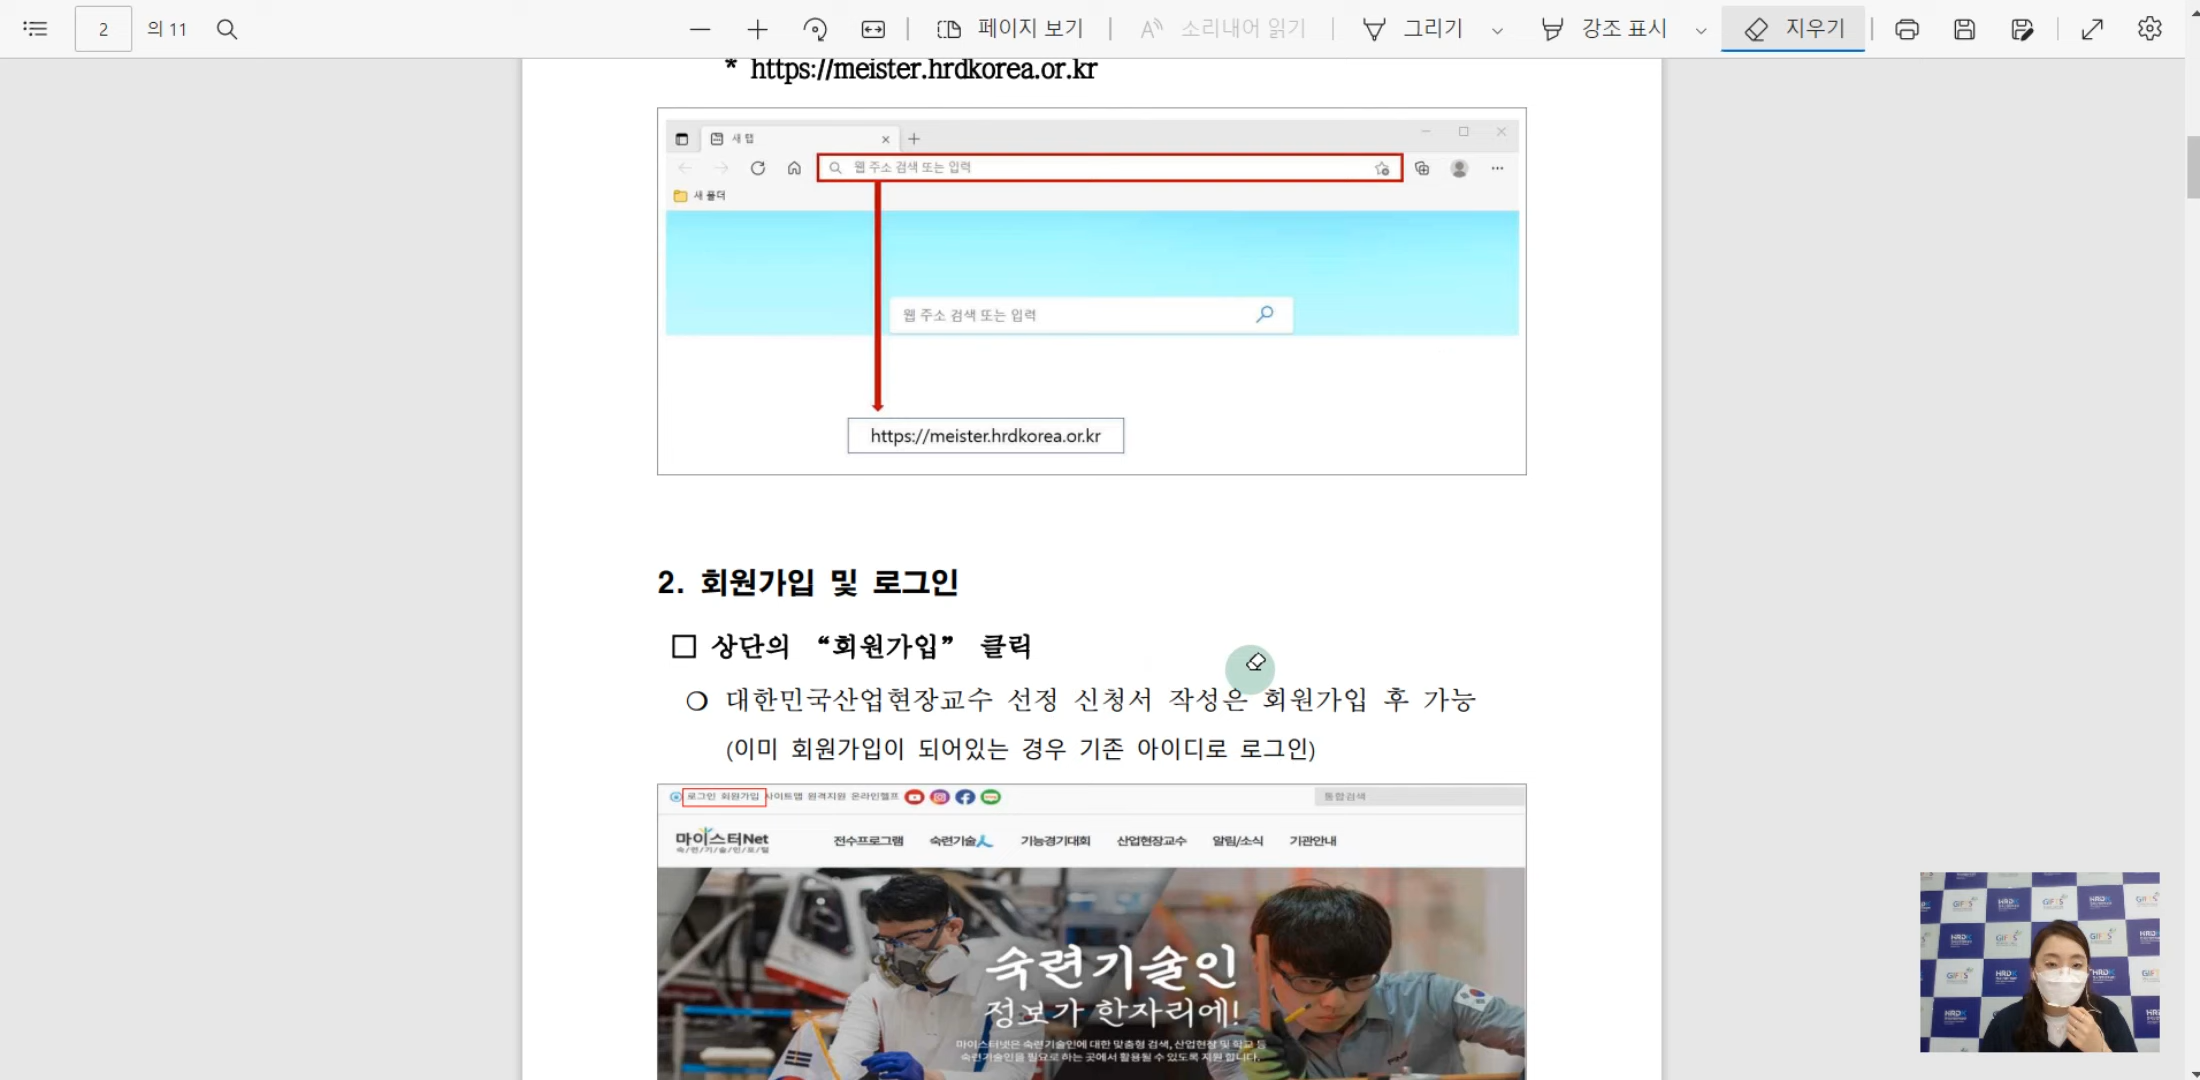 2 의 11 페이지 보기 소리내어 읽기 그리기 강조 표시 지우기
* https://meister.hrdkorea.or.kr
새 탭
웹 주소 검색 또는 입력
새 폴더
웹 주소 검색 또는 입력
https://meister.hrdkorea.or.kr
2. 회원가입 및 로그인
□ 상단의 “회원가입” 클릭
❍ 대한민국산업현장교수 선정 신청서 작성은 회원가입 후 가능
(이미 회원가입이 되어있는 경우 기존 아이디로 로그인)
로그인 회원가입 사이트맵 원격지원 온라인헬프 통합검색
마이스터Net
숙/련/기/술/인/포/털
전수프로그램 숙련기술人 기능경기대회 산업현장교수 알림/소식 기관안내
숙련기술인
정보가 한자리에!
마이스터넷은 숙련기술인에 대한 맞춤형 검색, 산업현장 및 학교 등
숙련기술인을 필요로 하는 곳에서 활용될 수 있도록 지원 합니다.
GIFTS HRDK GIFTS HRDK
HRDK GIFTS
GIFTS HRDK
HRDK